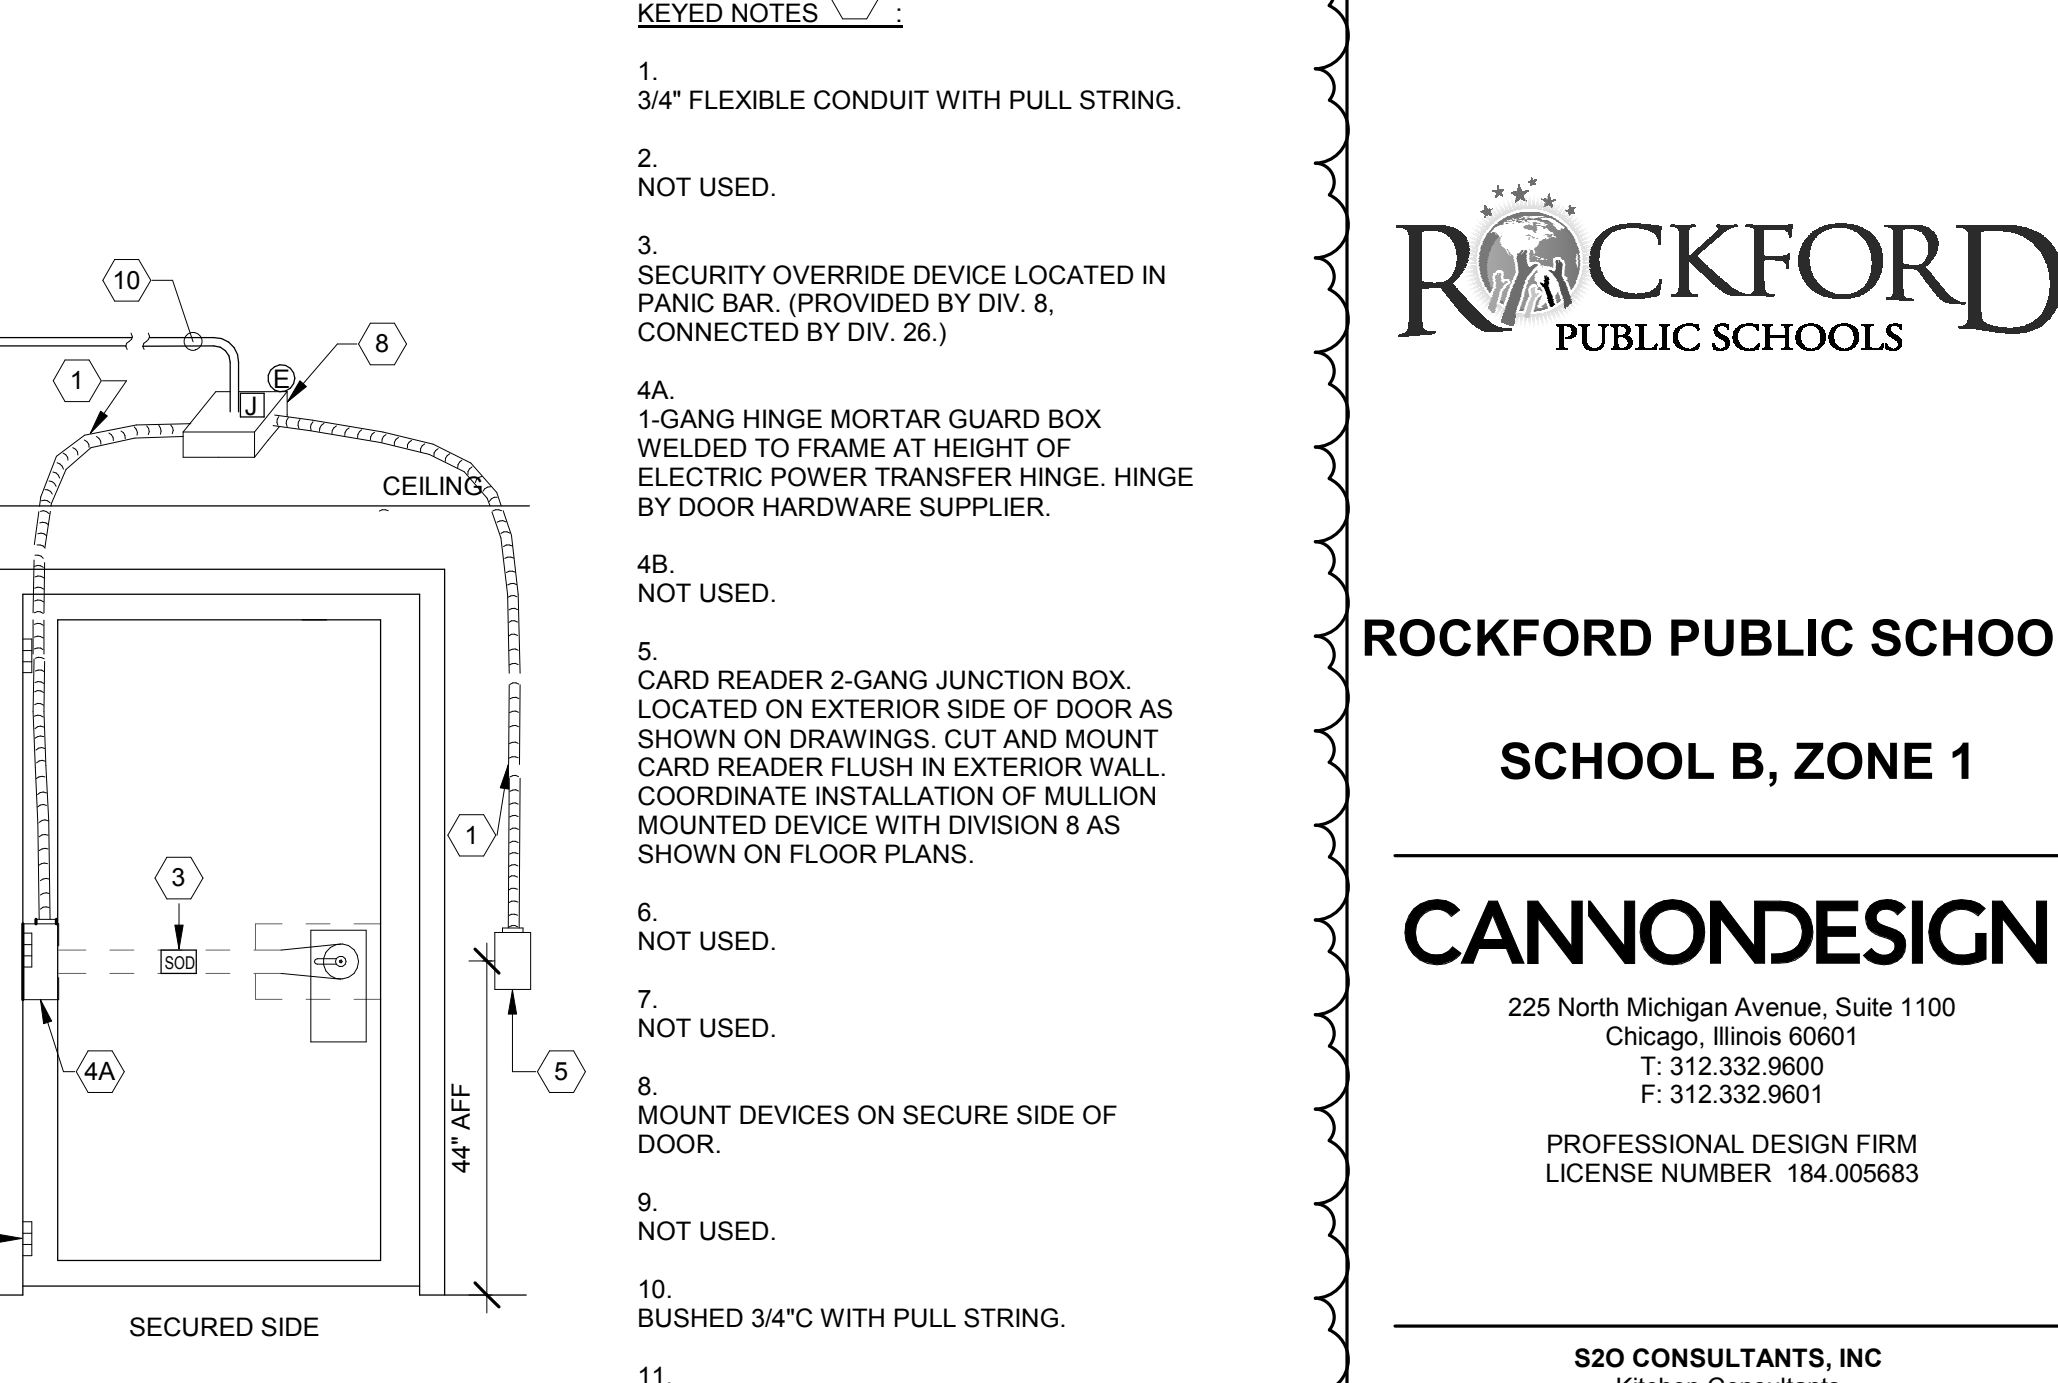 KEYED NOTES :
1.
3/4" FLEXIBLE CONDUIT WITH PULL STRING.
2.
NOT USED.
3.
SECURITY OVERRIDE DEVICE LOCATED IN
PANIC BAR. (PROVIDED BY DIV. 8,
CONNECTED BY DIV. 26.)
4A.
1-GANG HINGE MORTAR GUARD BOX
WELDED TO FRAME AT HEIGHT OF
ELECTRIC POWER TRANSFER HINGE. HINGE
BY DOOR HARDWARE SUPPLIER.
4B.
NOT USED.
5.
CARD READER 2-GANG JUNCTION BOX.
LOCATED ON EXTERIOR SIDE OF DOOR AS
SHOWN ON DRAWINGS. CUT AND MOUNT
CARD READER FLUSH IN EXTERIOR WALL.
COORDINATE INSTALLATION OF MULLION
MOUNTED DEVICE WITH DIVISION 8 AS
SHOWN ON FLOOR PLANS.
6.
NOT USED.
7.
NOT USED.
8.
MOUNT DEVICES ON SECURE SIDE OF
DOOR.
9.
NOT USED.
10.
BUSHED 3/4"C WITH PULL STRING.
11.
10
8
1
E
J
CEILING
1
3
SOD
4A
5
44" AFF
SECURED SIDE
ROCKFORD
PUBLIC SCHOOLS
ROCKFORD PUBLIC SCHOO
SCHOOL B, ZONE 1
CANNONDESIGN
225 North Michigan Avenue, Suite 1100
Chicago, Illinois 60601
T: 312.332.9600
F: 312.332.9601
PROFESSIONAL DESIGN FIRM
LICENSE NUMBER 184.005683
S2O CONSULTANTS, INC
Kitchen Consultants